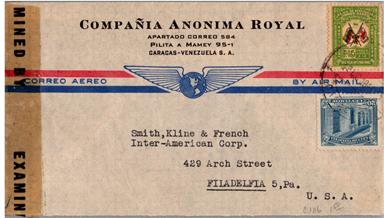 COMPAÑIA ANONIMA ROYAL
APARTADO CORREO 584
PILITA A MAMEY 95-1
CARACAS-VENEZUELA S. A.
CORREO AEREO
BY AIR MAIL
MINED BY
EXAMIN
Smith, Kline & French
Inter-American Corp.
429 Arch Street
FILADELFIA 5, Pa.
U. S. A.